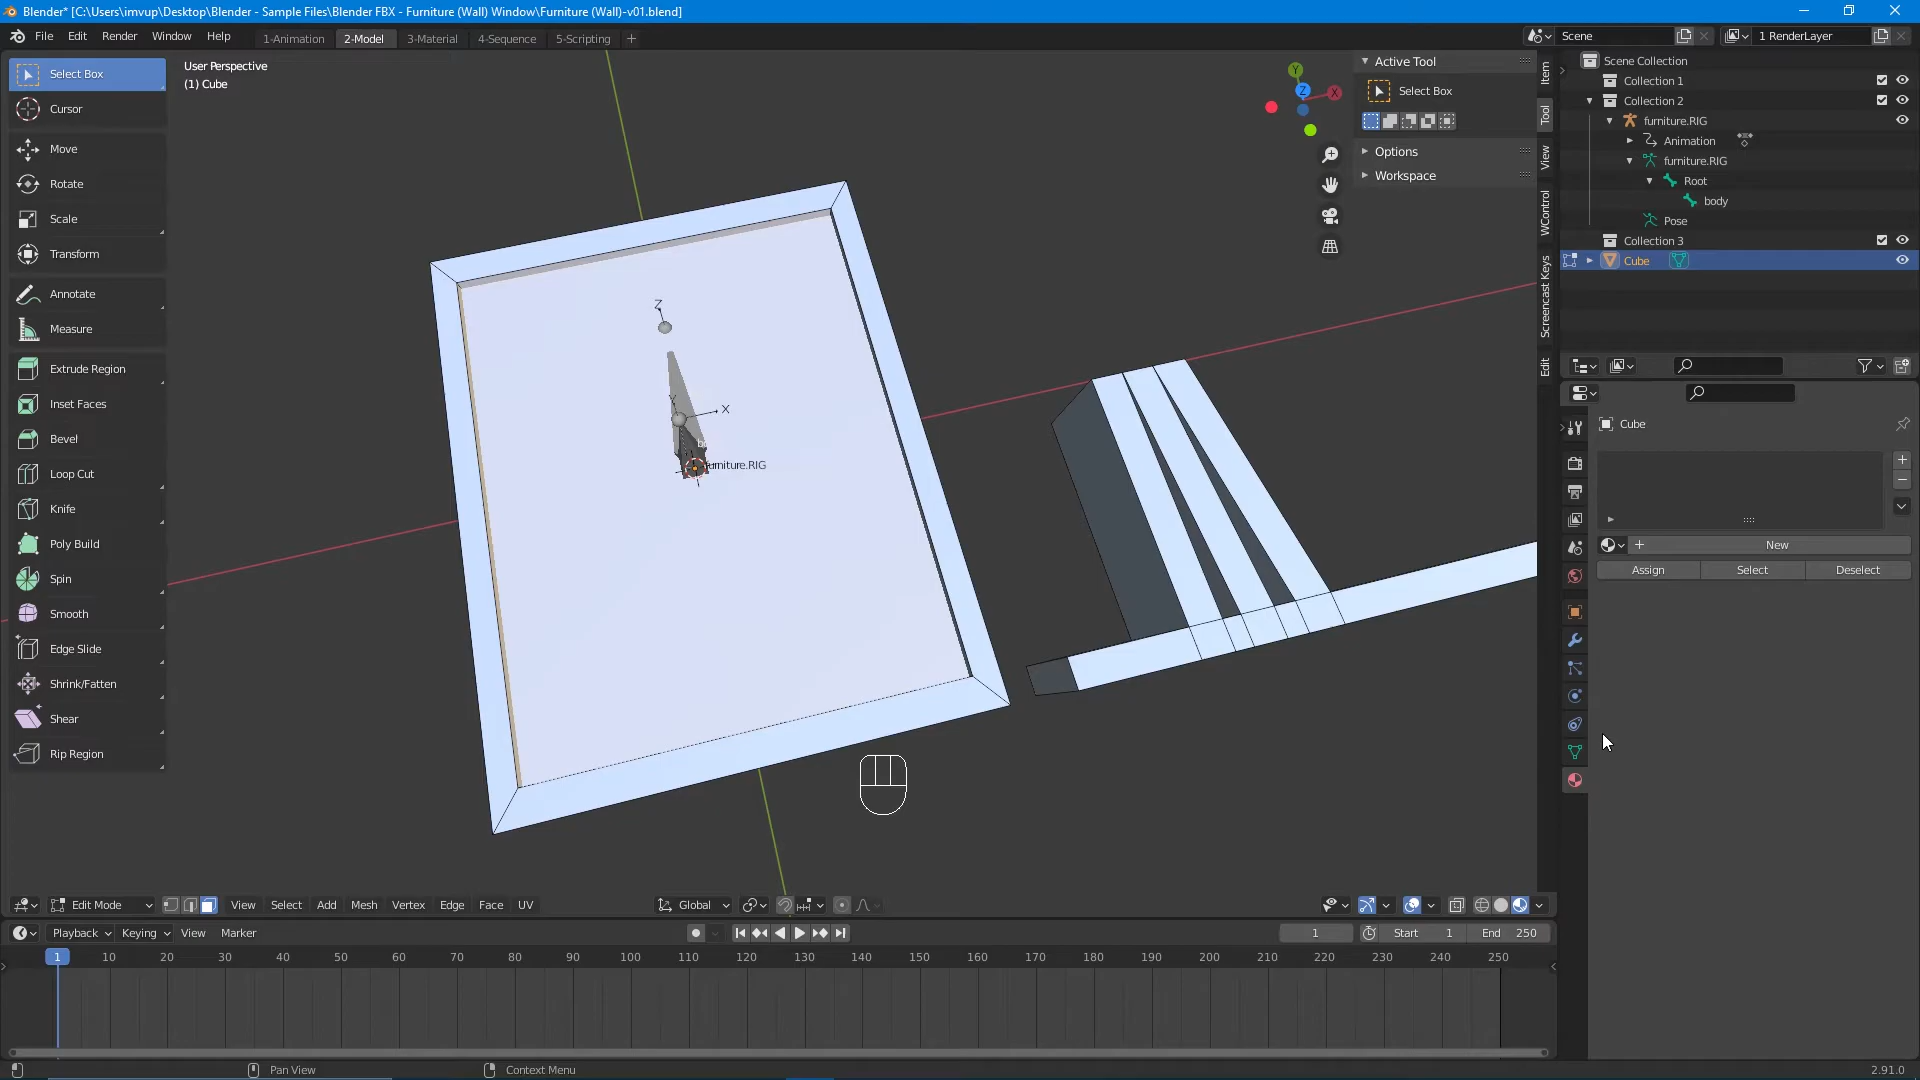 Blender* [C:\Users\imvup\Desktop\Blender - Sample Files\Blender FBX - Furniture (Wall) Window\Furniture (Wall)-v01.blend]
File Edit Render Window Help 1-Animation 2-Model 3-Material 4-Sequence 5-Scripting + Scene 1 RenderLayer
User Perspective
(1) Cube
Select Box
Cursor
Move
Rotate
Scale
Transform
Annotate
Measure
Extrude Region
Inset Faces
Bevel
Loop Cut
Knife
Poly Build
Spin
Smooth
Edge Slide
Shrink/Fatten
Shear
Rip Region
Z
X
furniture.RIG
Y
Z
X
Active Tool
Select Box
Options
Workspace
Item
Tool
View
WControl
Screencast Keys
Edit
Scene Collection
Collection 1
Collection 2
furniture.RIG
Animation
furniture.RIG
Root
body
Pose
Collection 3
Cube
Cube
New
Assign Select Deselect
Edit Mode View Select Add Mesh Vertex Edge Face UV Global
Playback Keying View Marker 1 Start 1 End 250
1 10 20 30 40 50 60 70 80 90 100 110 120 130 140 150 160 170 180 190 200 210 220 230 240 250
Pan View Context Menu 2.91.0